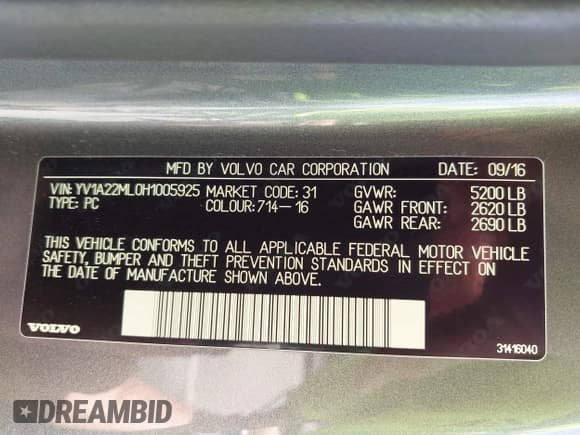 MFD BY VOLVO CAR CORPORATION DATE: 09/16
VIN: YV1A22ML0H1005925 MARKET CODE: 31 GVWR: 5200 LB
TYPE: PC COLOUR: 714-16 GAWR FRONT: 2620 LB
GAWR REAR: 2690 LB
THIS VEHICLE CONFORMS TO ALL APPLICABLE FEDERAL MOTOR VEHICLE
SAFETY, BUMPER AND THEFT PREVENTION STANDARDS IN EFFECT ON
THE DATE OF MANUFACTURE SHOWN ABOVE.
VOLVO
31416040
DREAMBID